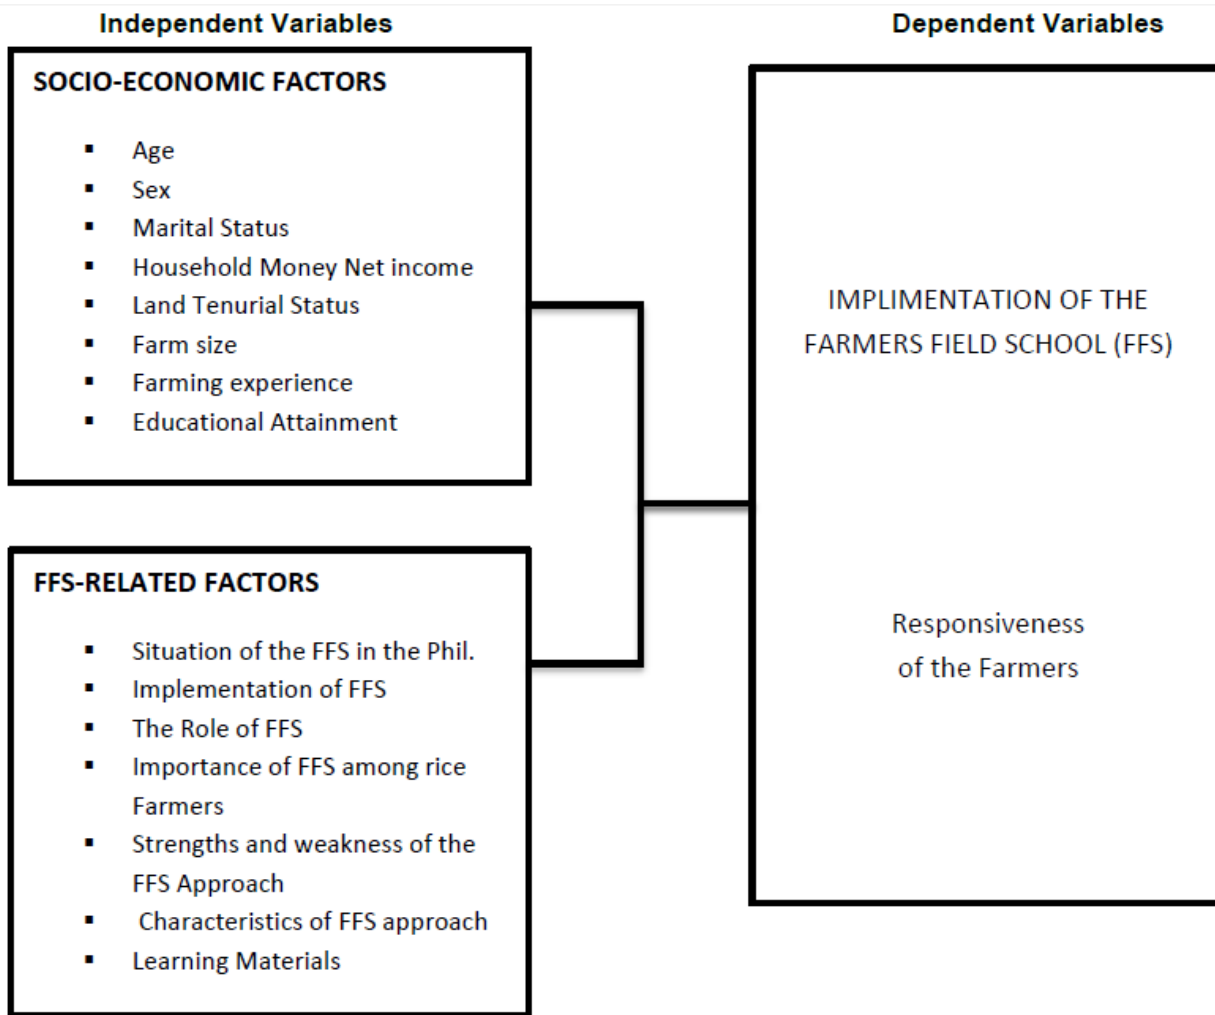 Independent Variables
SOCIO-ECONOMIC FACTORS
▪ Age
▪ Sex
▪ Marital Status
▪ Household Money Net income
▪ Land Tenurial Status
▪ Farm size
▪ Farming experience
▪ Educational Attainment
FFS-RELATED FACTORS
▪ Situation of the FFS in the Phil.
▪ Implementation of FFS
▪ The Role of FFS
▪ Importance of FFS among rice
Farmers
▪ Strengths and weakness of the
FFS Approach
▪ Characteristics of FFS approach
▪ Learning Materials
Dependent Variables
IMPLIMENTATION OF THE
FARMERS FIELD SCHOOL (FFS)
Responsiveness
of the Farmers